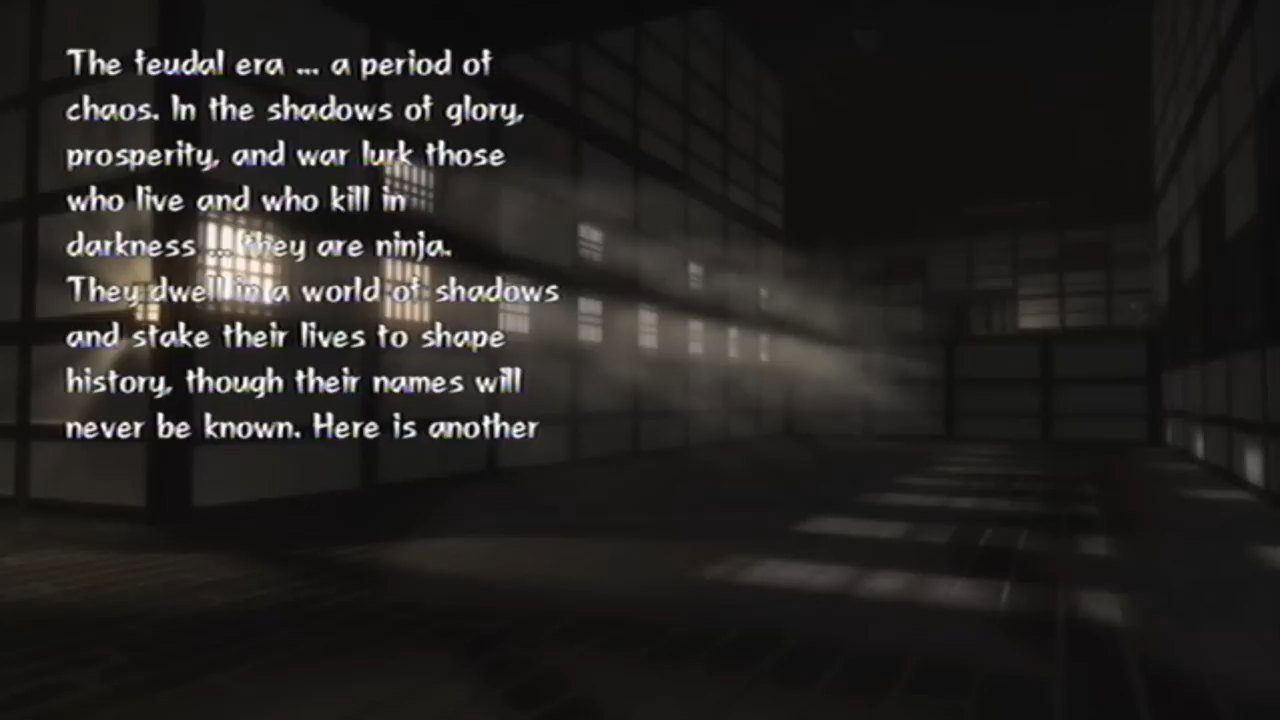 The feudal era ... a period of
chaos. In the shadows of glory,
prosperity, and war lurk those
who live and who kill in
darkness ... they are ninja.
They dwell in a world of shadows
and stake their lives to shape
history, though their names will
never be known. Here is another